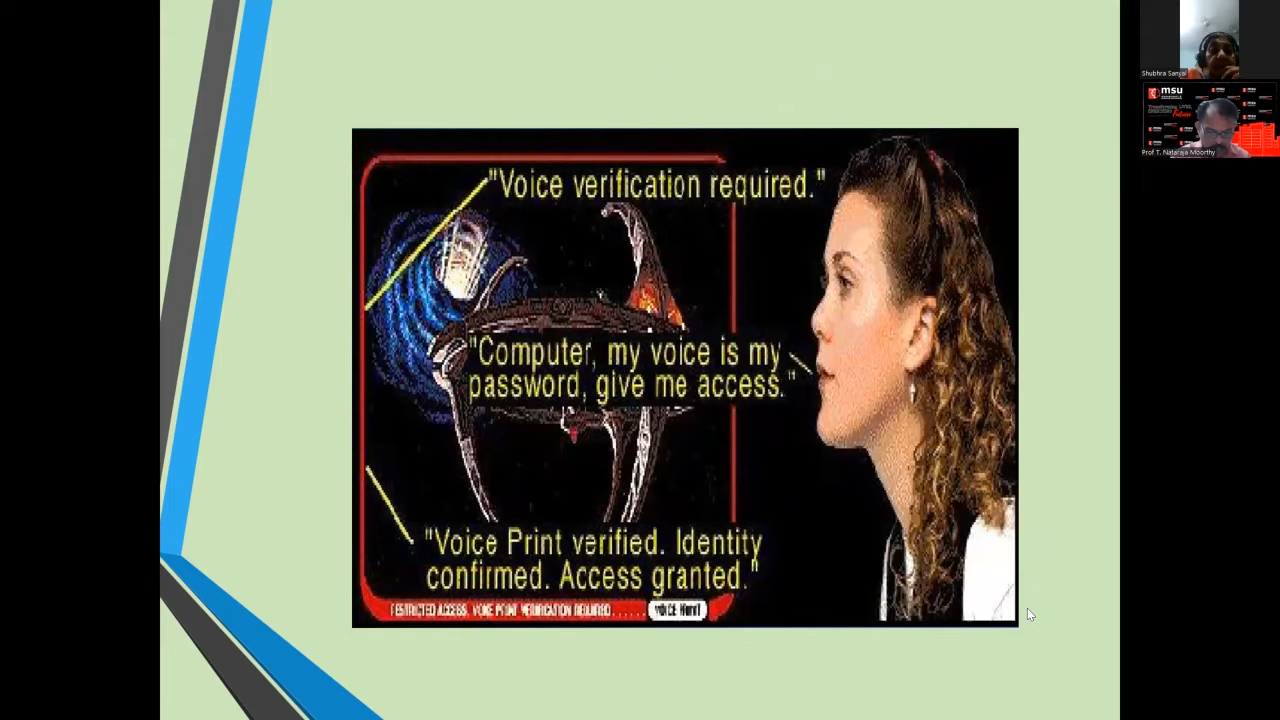 "Voice verification required."
"Computer, my voice is my
password, give me access."
"Voice Print verified. Identity
confirmed. Access granted."
RESTRICTED ACCESS. VOICE PRINT VERIFICATION REQUIRED......
VOICE PRINT
Shubhra Sanyal
msu
Prof T. Nataraja Moorthy